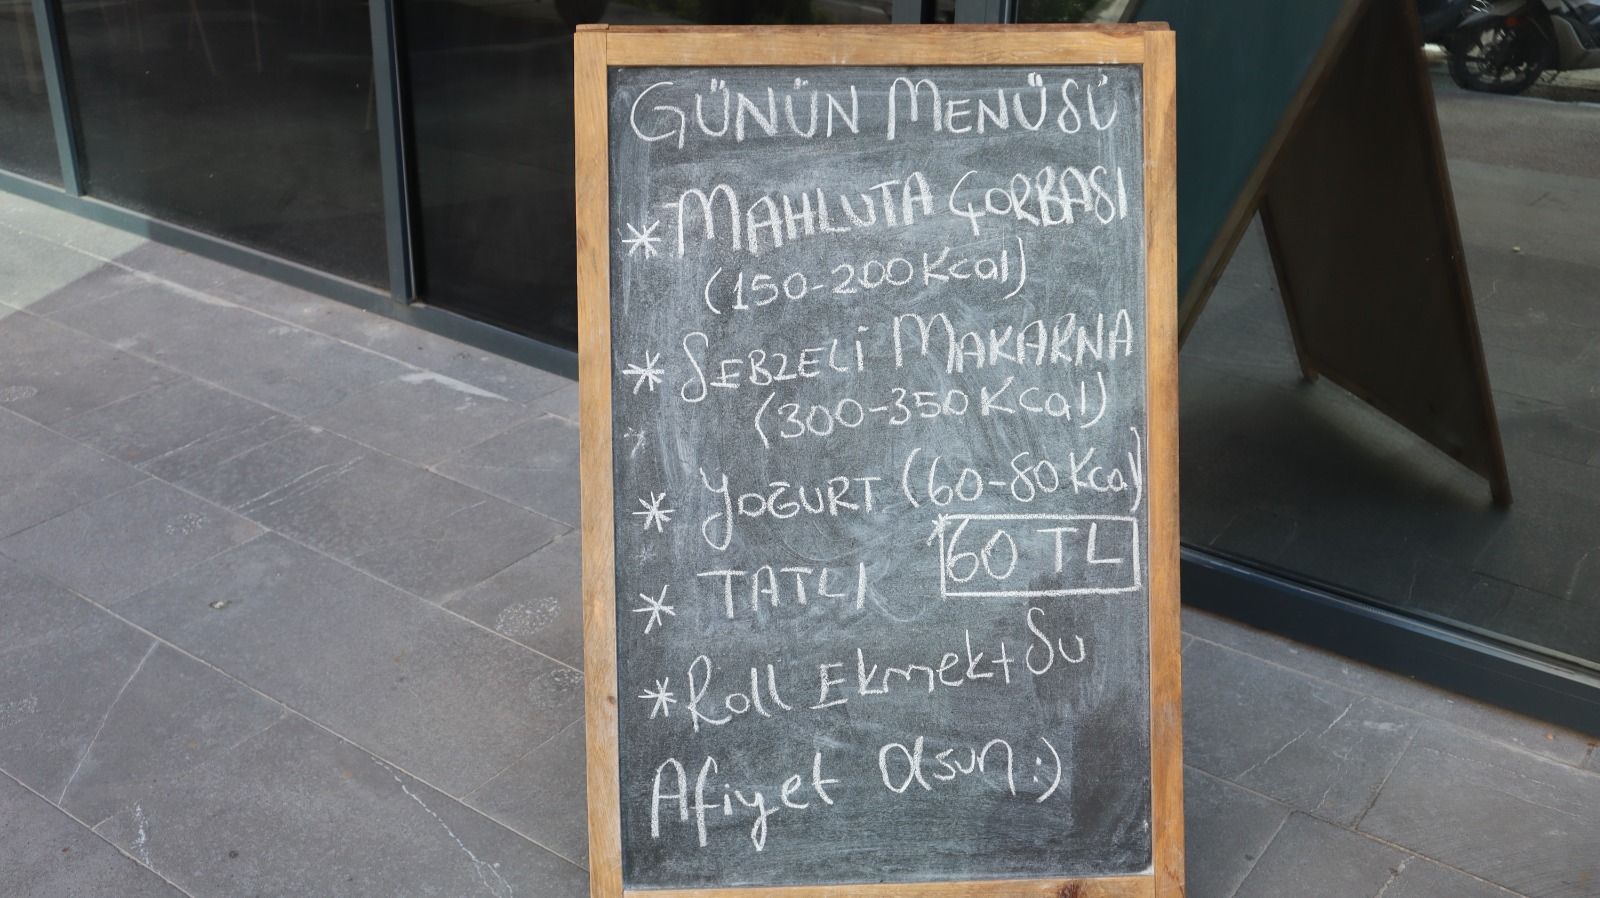 GÜNÜN MENÜSÜ
* MAHLUTA ÇORBASI
(150-200 Kcal)
* SEBZELİ MAKARNA
(300-350 KCal)
* YOĞURT (60-80 Kcal)
* TATLI 60 TL
* Roll Ekmek+Su
Afiyet Olsun :)